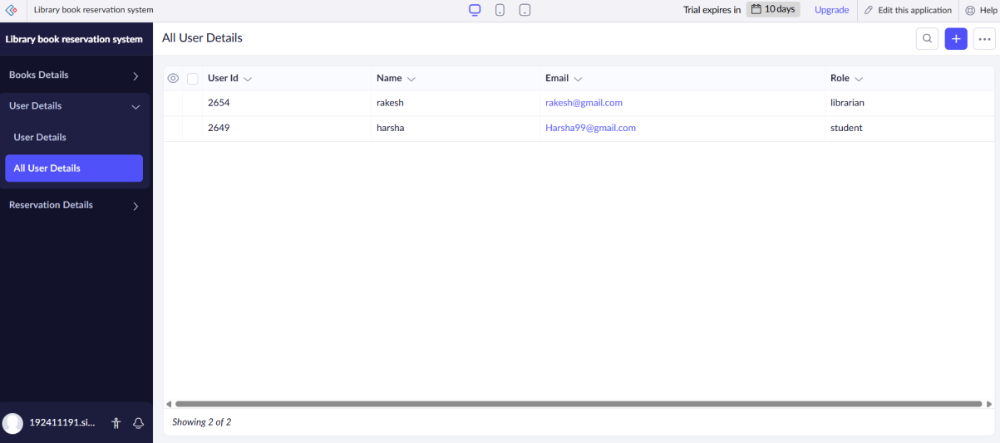 Library book reservation system
Trial expires in 10 days Upgrade Edit this application Help
Library book reservation system
Books Details
User Details
User Details
All User Details
Reservation Details
192411191.si...
All User Details
User Id Name Email Role
2654 rakesh rakesh@gmail.com librarian
2649 harsha Harsha99@gmail.com student
Showing 2 of 2